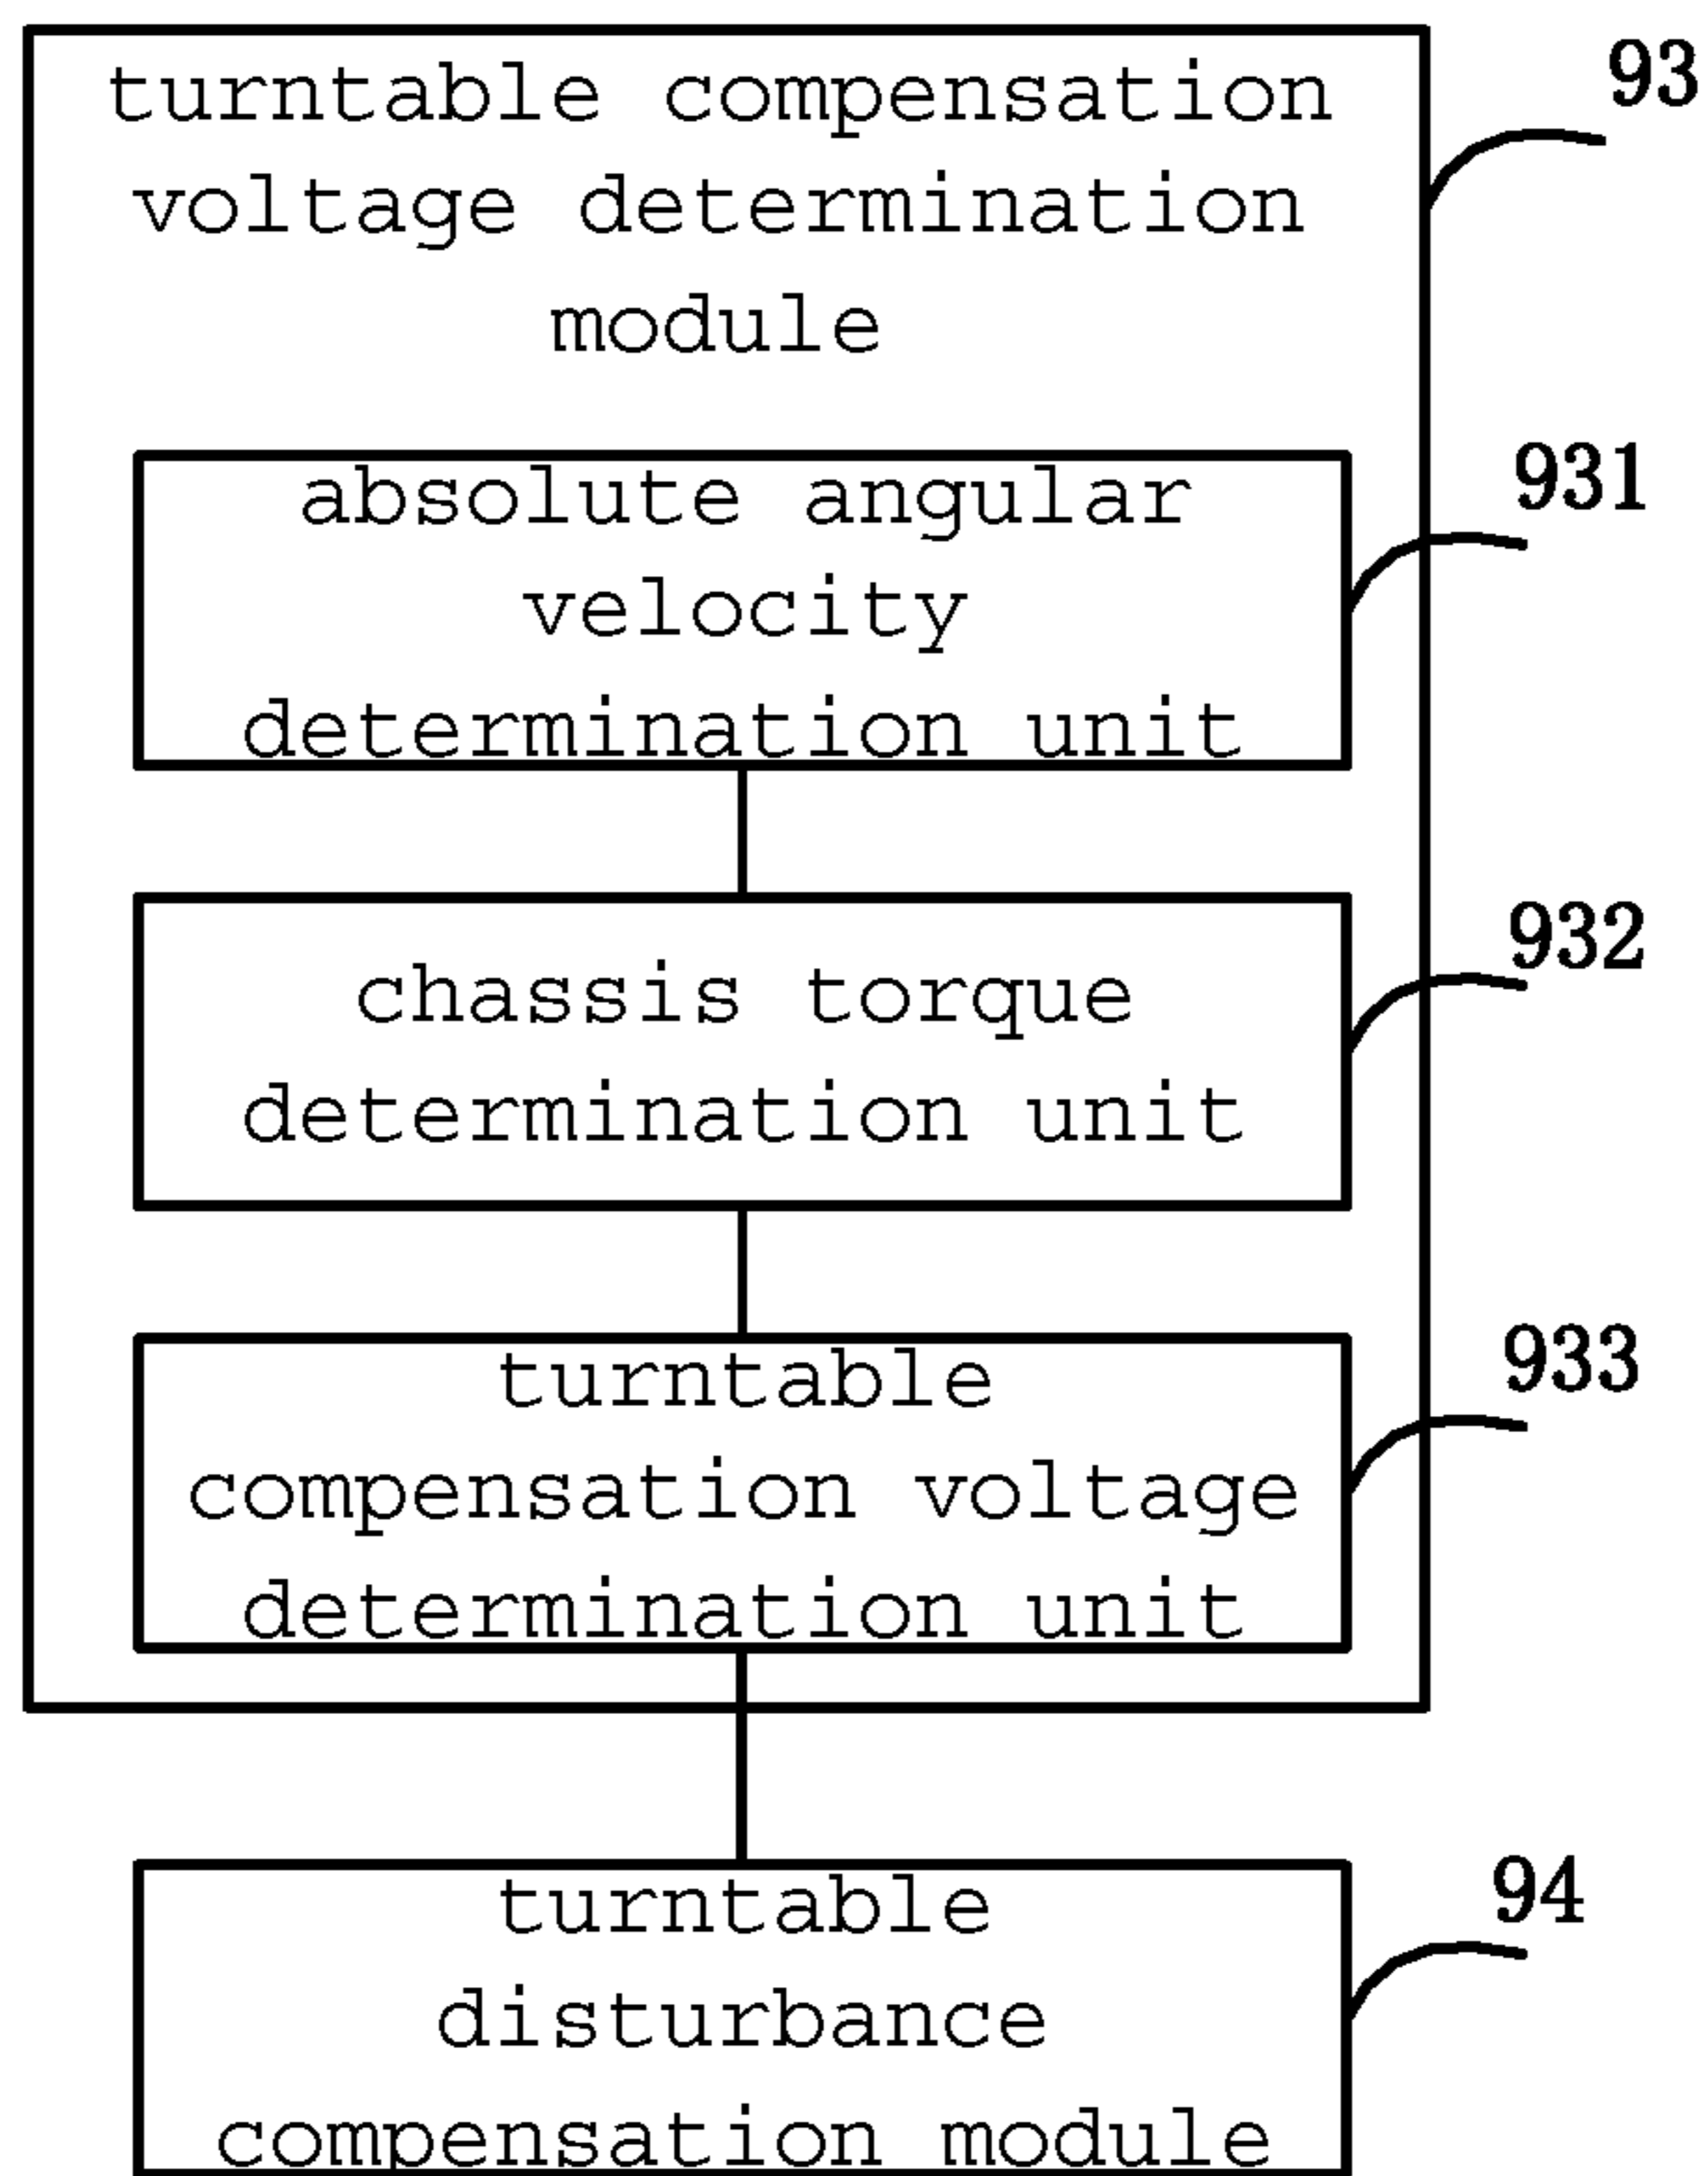 turntable compensation
93
voltage determination
module
absolute angular
931
velocity
determination unit
932
chassis torque
determination unit
turntable
933
compensation voltage
determination unit
turntable
94
disturbance
compensation module